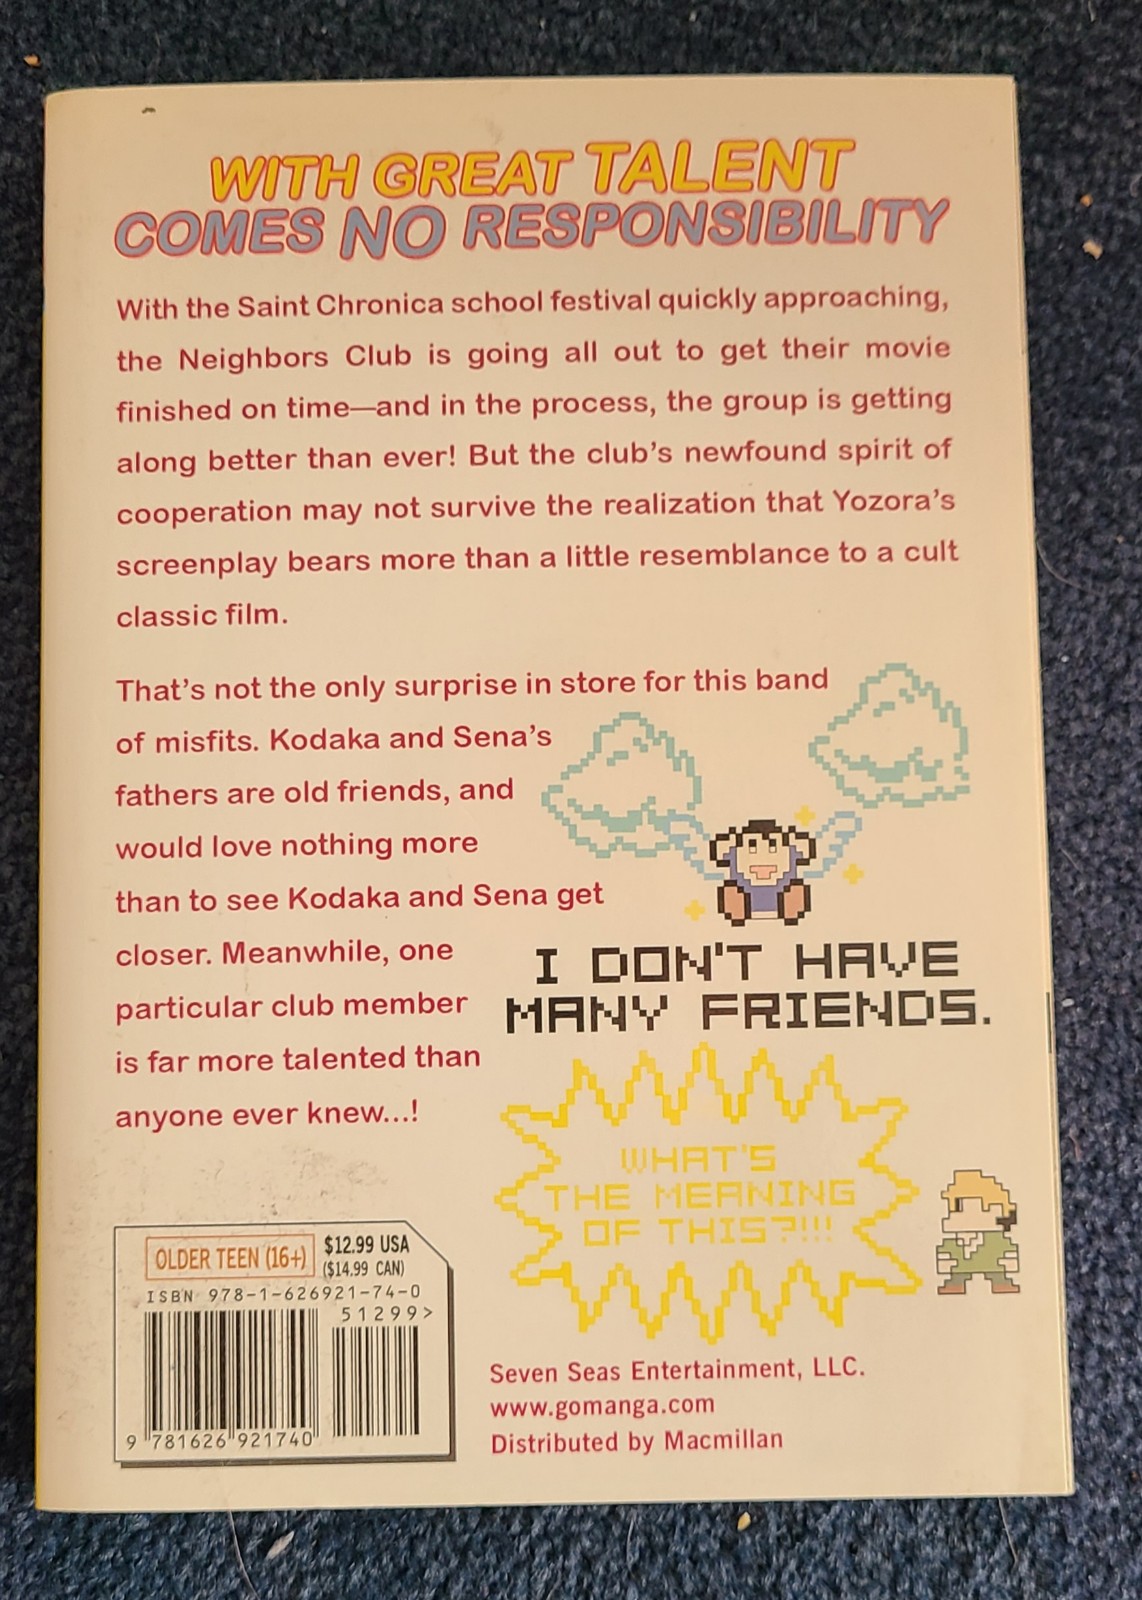 WITH GREAT TALENT
COMES NO RESPONSIBILITY
With the Saint Chronica school festival quickly approaching,
the Neighbors Club is going all out to get their movie
finished on time—and in the process, the group is getting
along better than ever! But the club's newfound spirit of
cooperation may not survive the realization that Yozora's
screenplay bears more than a little resemblance to a cult
classic film.
That's not the only surprise in store for this band
of misfits. Kodaka and Sena's
fathers are old friends, and
would love nothing more
than to see Kodaka and Sena get
closer. Meanwhile, one
particular club member
is far more talented than
anyone ever knew...!
I DON'T HAVE
MANY FRIENDS.
WHAT'S
THE MEANING
OF THIS?!!!
OLDER TEEN (16+)
$12.99 USA
($14.99 CAN)
ISBN 978-1-626921-74-0
51299>
9 781626 921740
Seven Seas Entertainment, LLC.
www.gomanga.com
Distributed by Macmillan